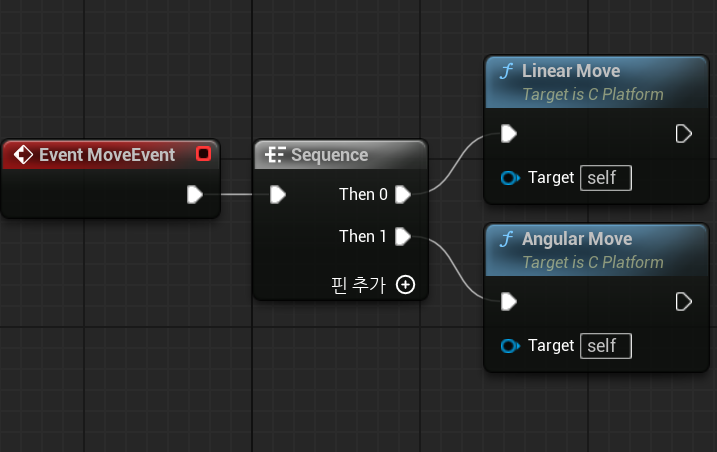 Event MoveEvent
Sequence
Then 0
Then 1
핀 추가
Linear Move
Target is C Platform
Target self
Angular Move
Target is C Platform
Target self